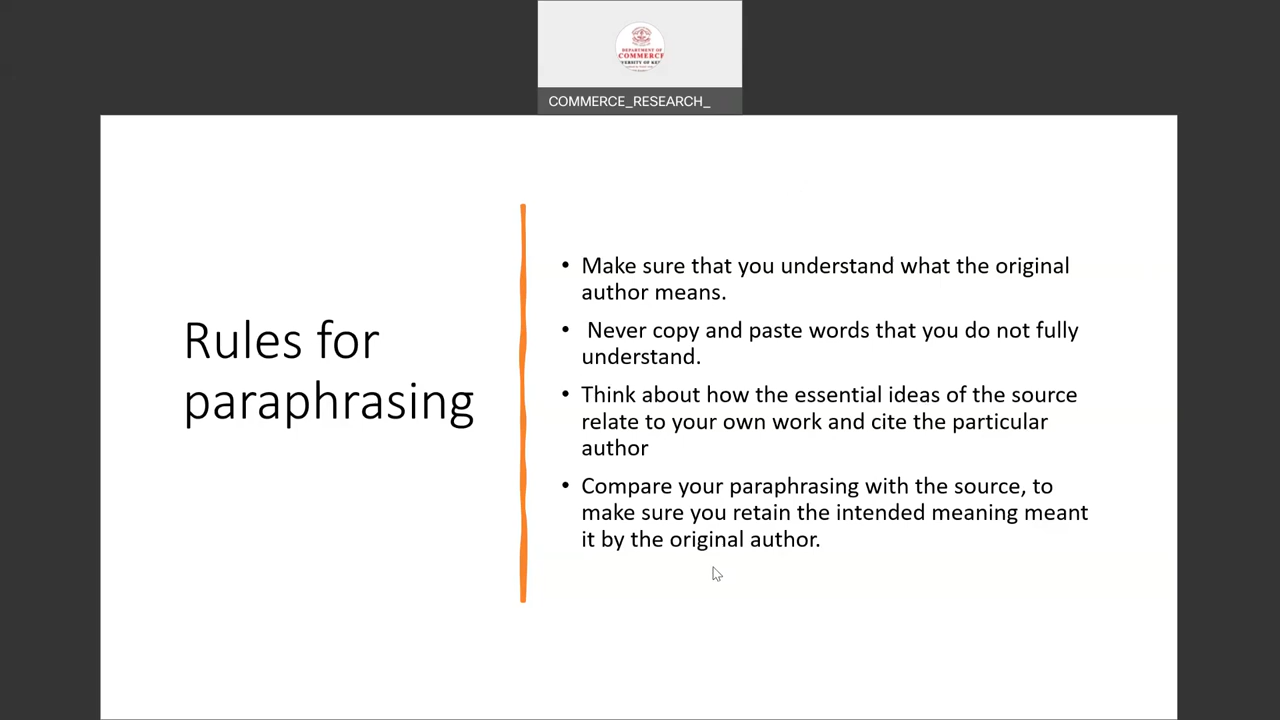 DEPARTMENT OF
COMMERCE
COMMERCE_RESEARCH_
Rules for
paraphrasing
• Make sure that you understand what the original
author means.
• Never copy and paste words that you do not fully
understand.
• Think about how the essential ideas of the source
relate to your own work and cite the particular
author
• Compare your paraphrasing with the source, to
make sure you retain the intended meaning meant
it by the original author.